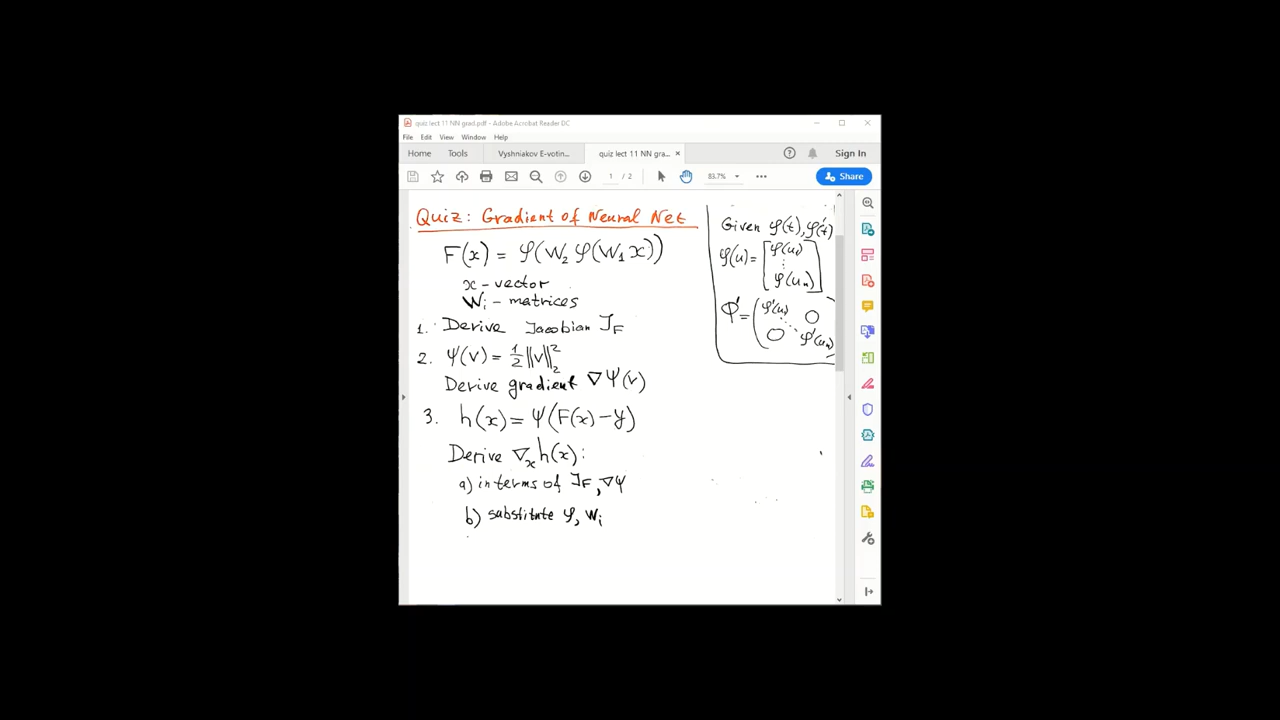 quiz lect 11 NN grad.pdf - Adobe Acrobat Reader DC
File Edit View Window Help
Home Tools Vyshniakov E-votin... quiz lect 11 NN gra... × Sign In
1 / 2 83.7% Share
Quiz: Gradient of Neural Net
F(x) = φ(W₂ φ(W₁x))
x - vector
Wᵢ - matrices
1. Derive Jacobian J_F
2. Ψ(v) = ½‖v‖₂²
Derive gradient ∇Ψ(v)
3. h(x) = Ψ(F(x) - y)
Derive ∇ₓh(x):
a) in terms of J_F, ∇Ψ
b) substitute φ, Wᵢ
Given φ(t), φ'(t)
φ(u) = [φ(u₁)
⋮
φ(uₙ)]
Φ' = (φ'(u₁) 0
⋱
0 φ'(uₙ)